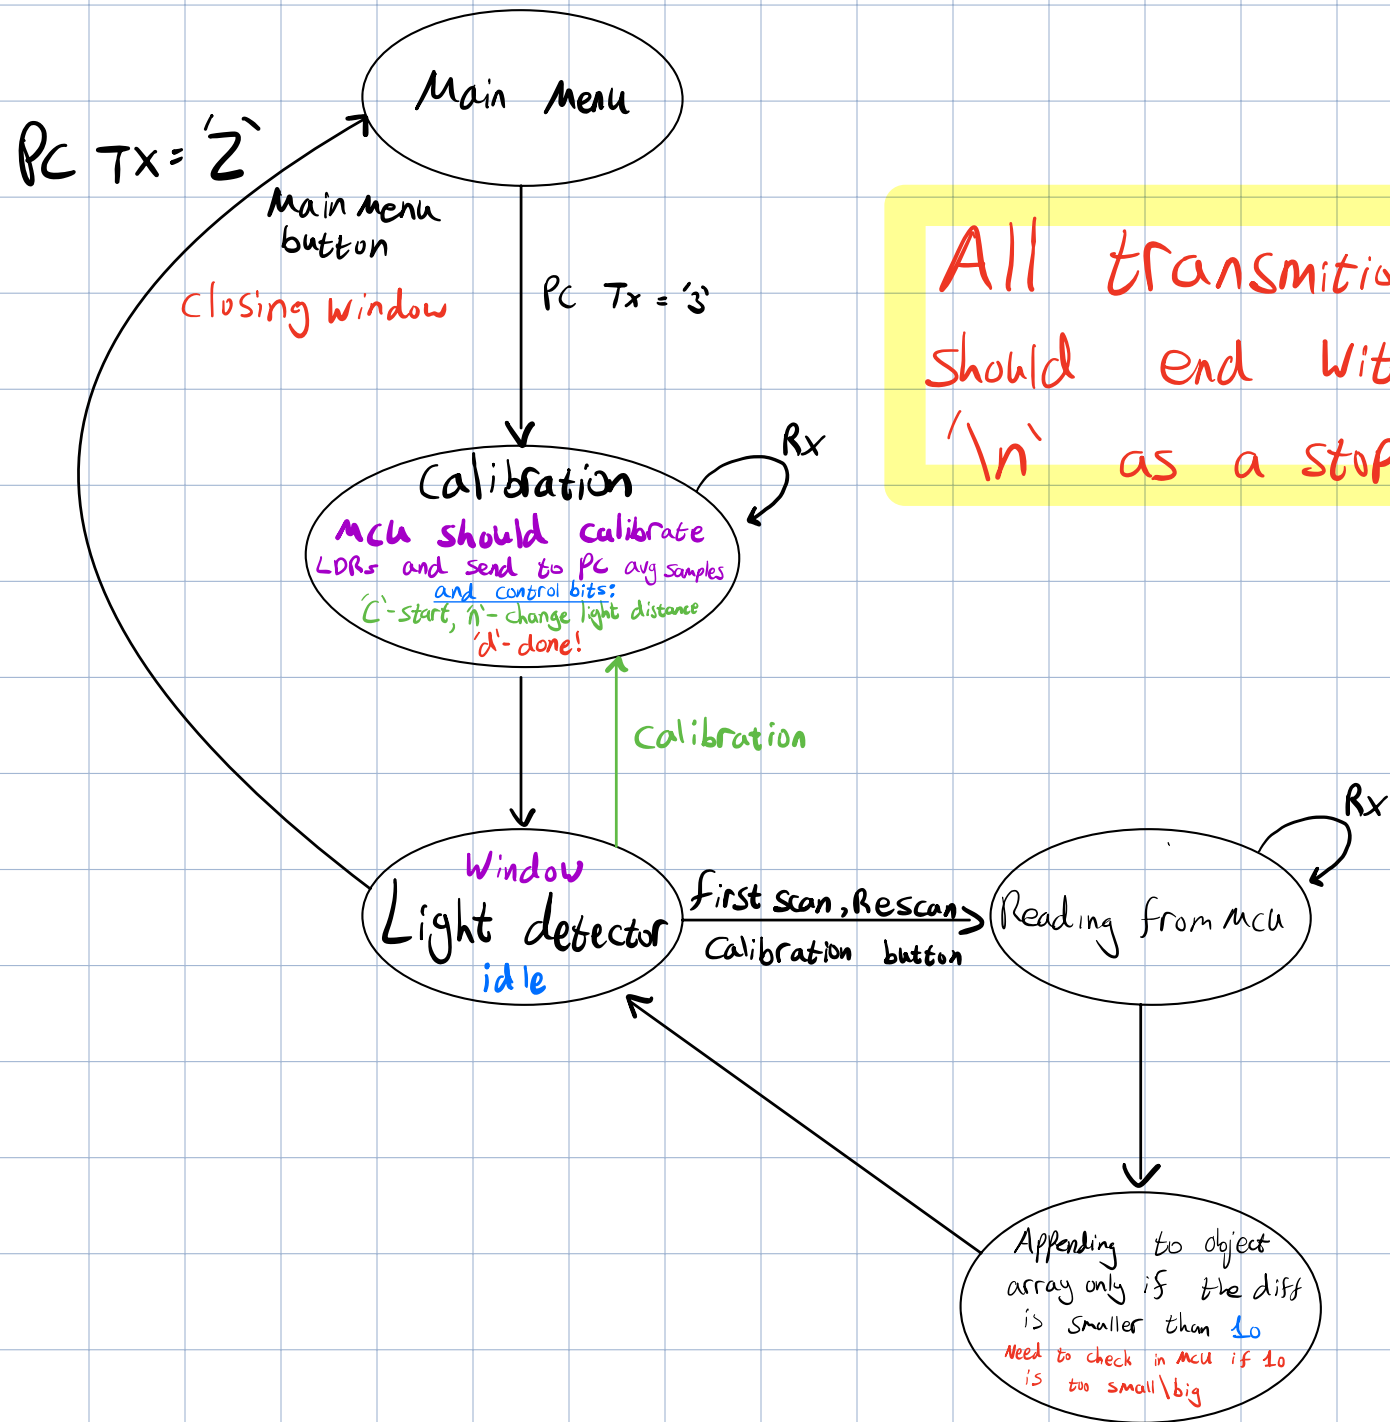 Main Menu
PC Tx = '2'
Main Menu
button
Closing window
PC Tx = '3'
All transmitio
should end wit
'\n' as a stop
Rx
Calibration
MCU should calibrate
LDRs and send to PC avg samples
and control bits:
'C'-start, 'n'- change light distance
'd'- done!
Calibration
Window
Light detector
idle
first scan, Rescan
Calibration button
Rx
Reading from MCU
Appending to object
array only if the diff
is smaller than 10
Need to check in MCU if 10
is too small\big